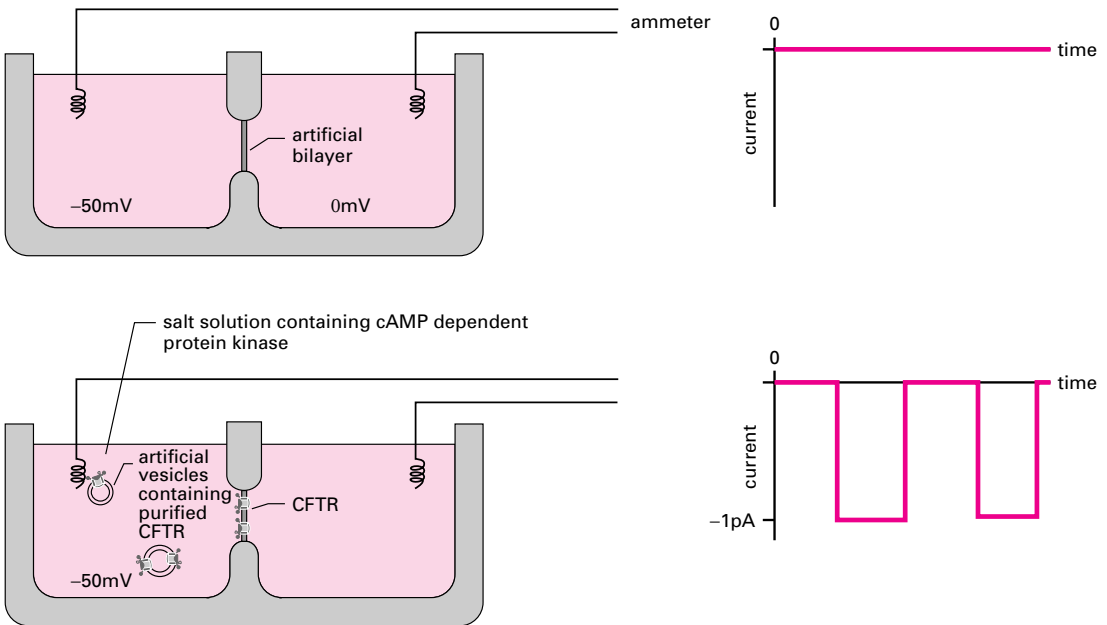 ammeter
artificial
bilayer
−50mV
0mV
0
time
current
salt solution containing cAMP dependent
protein kinase
artificial
vesicles
containing
purified
CFTR
CFTR
−50mV
0
time
current
−1pA